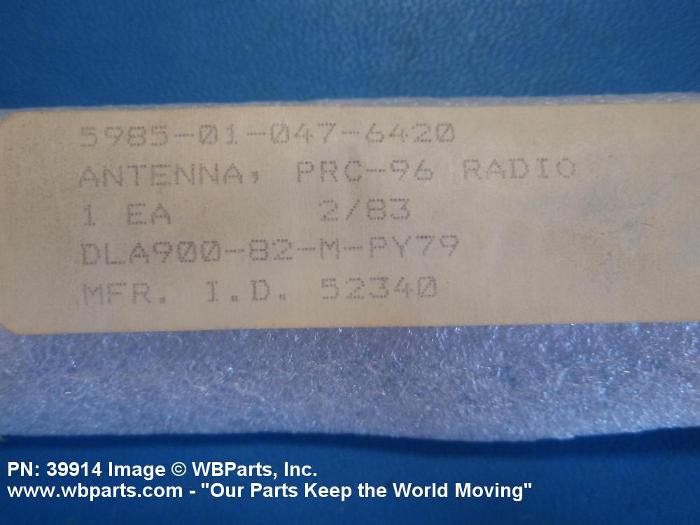 5985-01-047-6420
ANTENNA, PRC-96 RADIO
1 EA 2/83
DLA900-82-M-PY79
MFR. I.D. 52340
PN: 39914 Image © WBParts, Inc.
www.wbparts.com - "Our Parts Keep the World Moving"